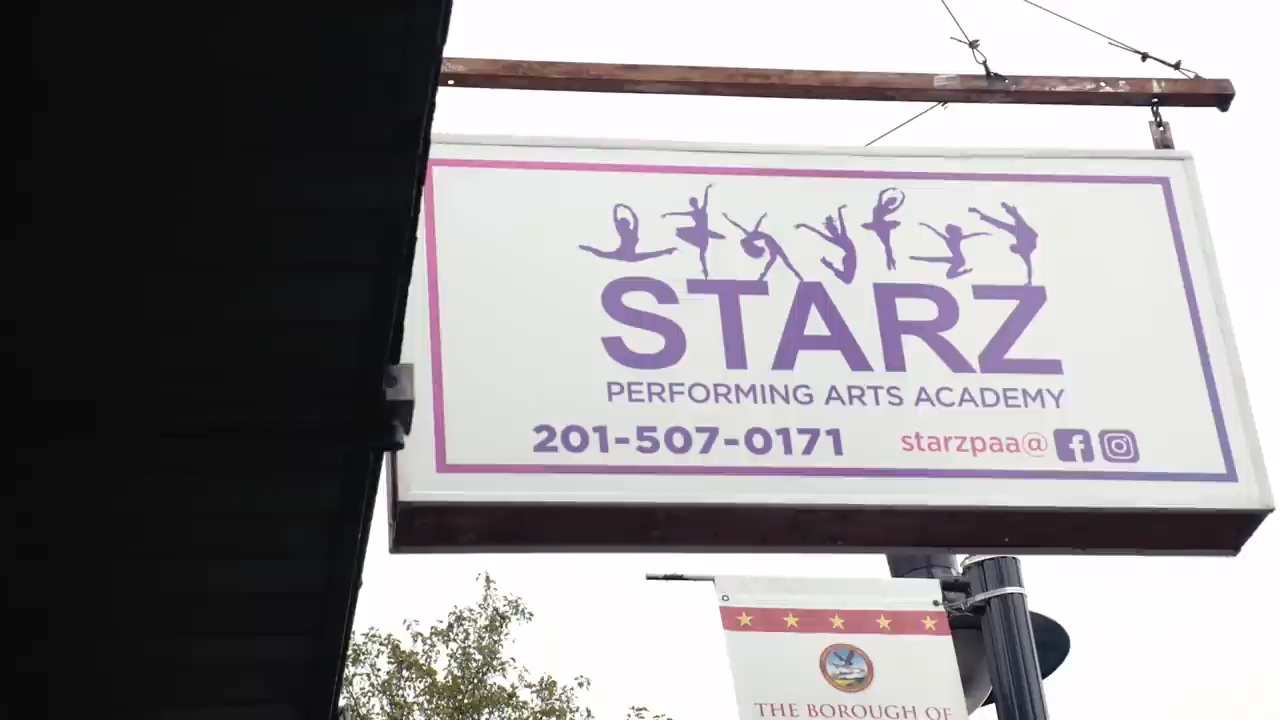 STARZ
PERFORMING ARTS ACADEMY
201-507-0171 starzpaa@
THE BOROUGH OF